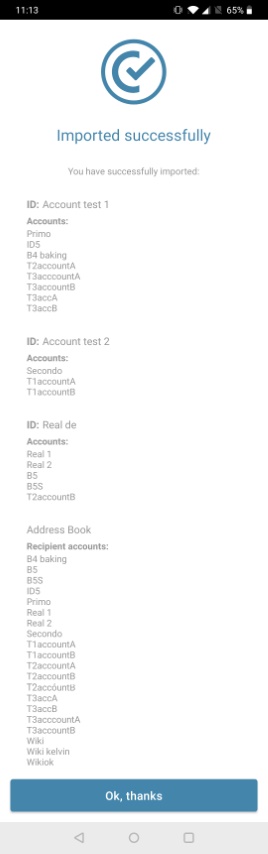 11:13
65%
Imported successfully
You have successfully imported:
ID: Account test 1
Accounts:
Primo
ID5
B4 baking
T2accountA
T3acccountA
T3accountB
T3accA
T3accB
ID: Account test 2
Accounts:
Secondo
T1accountA
T1accountB
ID: Real de
Accounts:
Real 1
Real 2
B5
B5S
T2accountB
Address Book
Recipient accounts:
B4 baking
B5
B5S
ID5
Primo
Real 1
Real 2
Secondo
T1accountA
T1accountB
T2accountA
T2accountB
T2accòuntB
T3accA
T3accB
T3acccountA
T3accountB
Wiki
Wiki kelvin
Wikiok
Ok, thanks